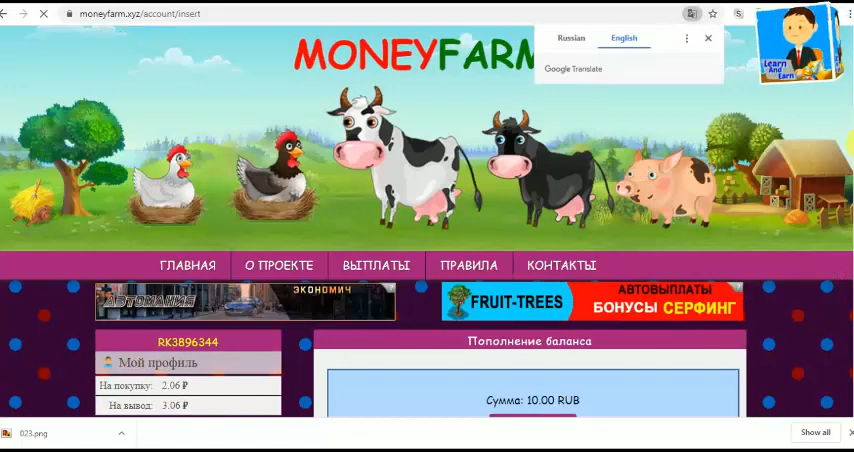 moneyfarm.xyz/account/insert
Russian English
Google Translate
Learn
And
Earn
MONEYFARM
ГЛАВНАЯ О ПРОЕКТЕ ВЫПЛАТЫ ПРАВИЛА КОНТАКТЫ
АВТОМАНИЯ ЭКОНОМИЧ
FRUIT-TREES АВТОВЫПЛАТЫ
БОНУСЫ СЕРФИНГ
RK3896344
Мой профиль
На покупку: 2.06 ₽
На вывод: 3.06 ₽
Пополнение баланса
Сумма: 10.00 RUB
023.png
Show all